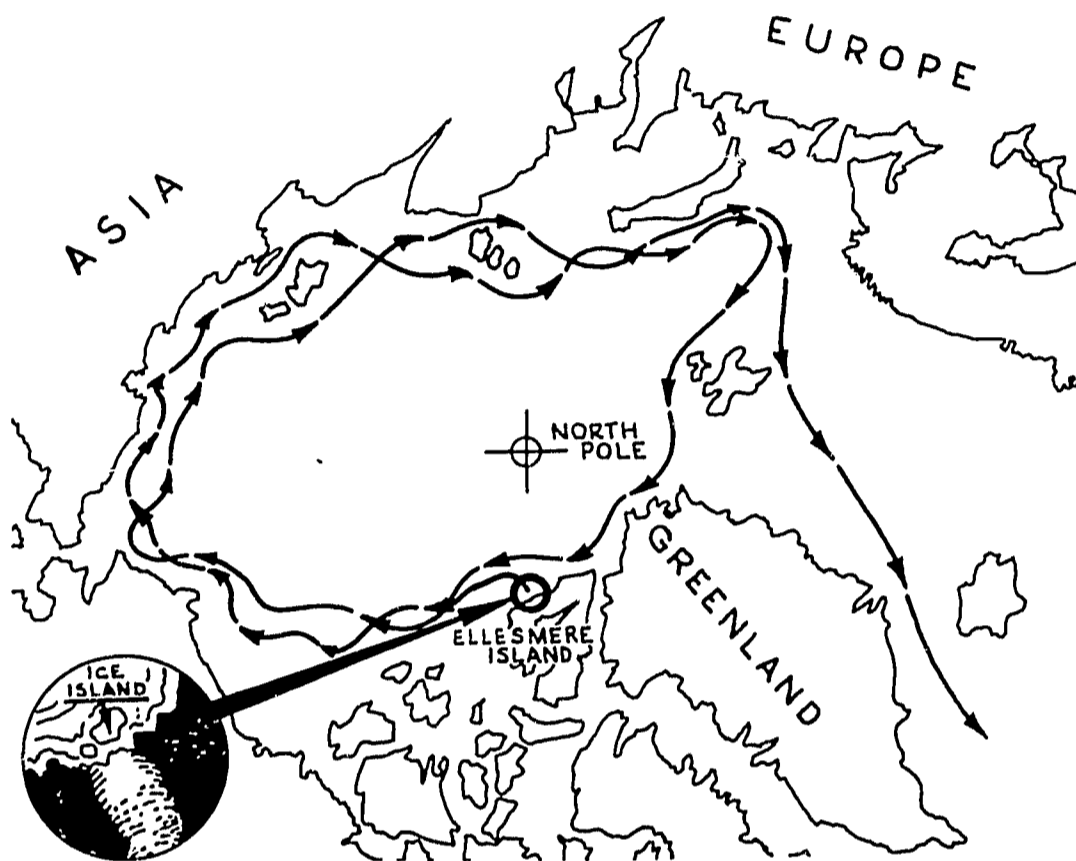 EUROPE
ASIA
NORTH
POLE
GREENLAND
ELLESMERE
ISLAND
ICE
ISLAND